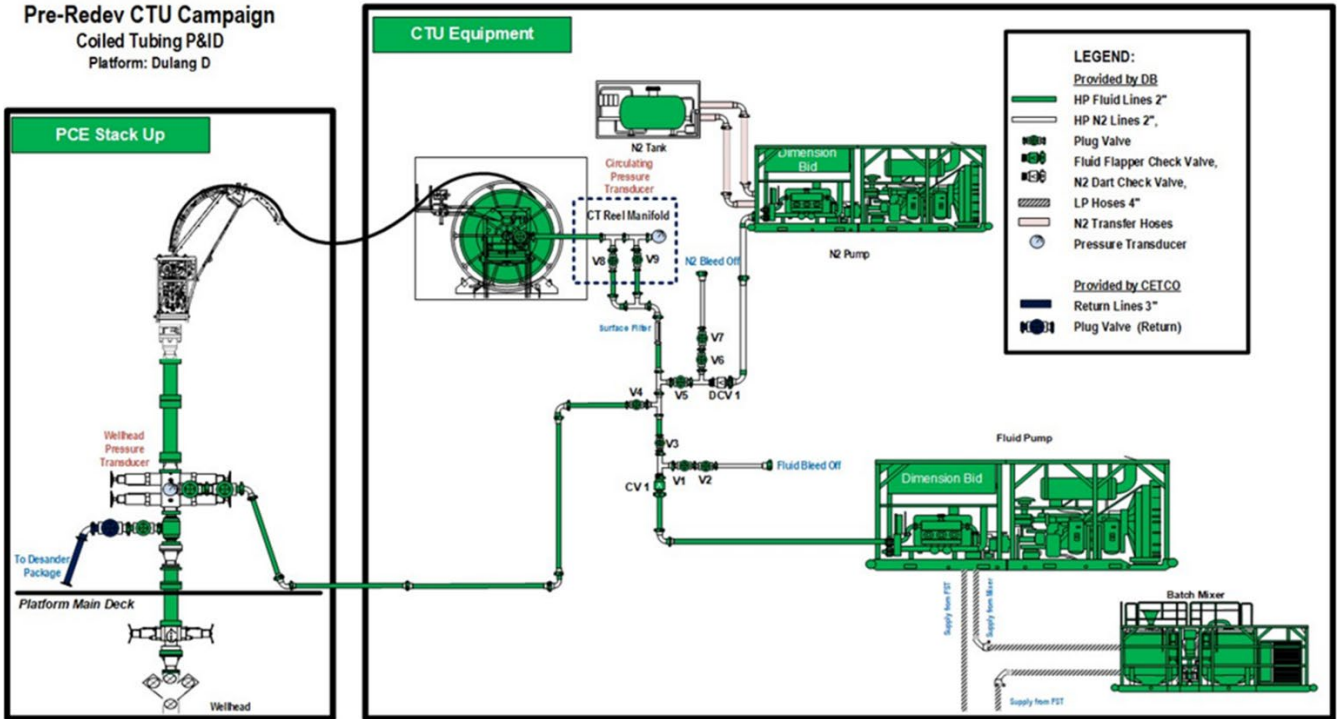 Pre-Redev CTU Campaign
Coiled Tubing P&ID
Platform: Dulang D
PCE Stack Up
Wellhead
Pressure
Transducer
To Desander
Package
Platform Main Deck
Wellhead
CTU Equipment
N2 Tank
Circulating
Pressure
Transducer
CT Reel Manifold
V8
V9
Surface Filter
N2 Bleed Off
V7
V6
V5
DCV 1
V4
V3
V1
V2
Fluid Bleed Off
CV 1
Dimension
Bid
N2 Pump
Fluid Pump
Dimension Bid
Supply from PST
Supply from Mixer
Batch Mixer
Supply from PST
LEGEND:
Provided by DB
HP Fluid Lines 2"
HP N2 Lines 2",
Plug Valve
Fluid Flapper Check Valve,
N2 Dart Check Valve,
LP Hoses 4"
N2 Transfer Hoses
Pressure Transducer
Provided by CETCO
Return Lines 3"
Plug Valve (Return)